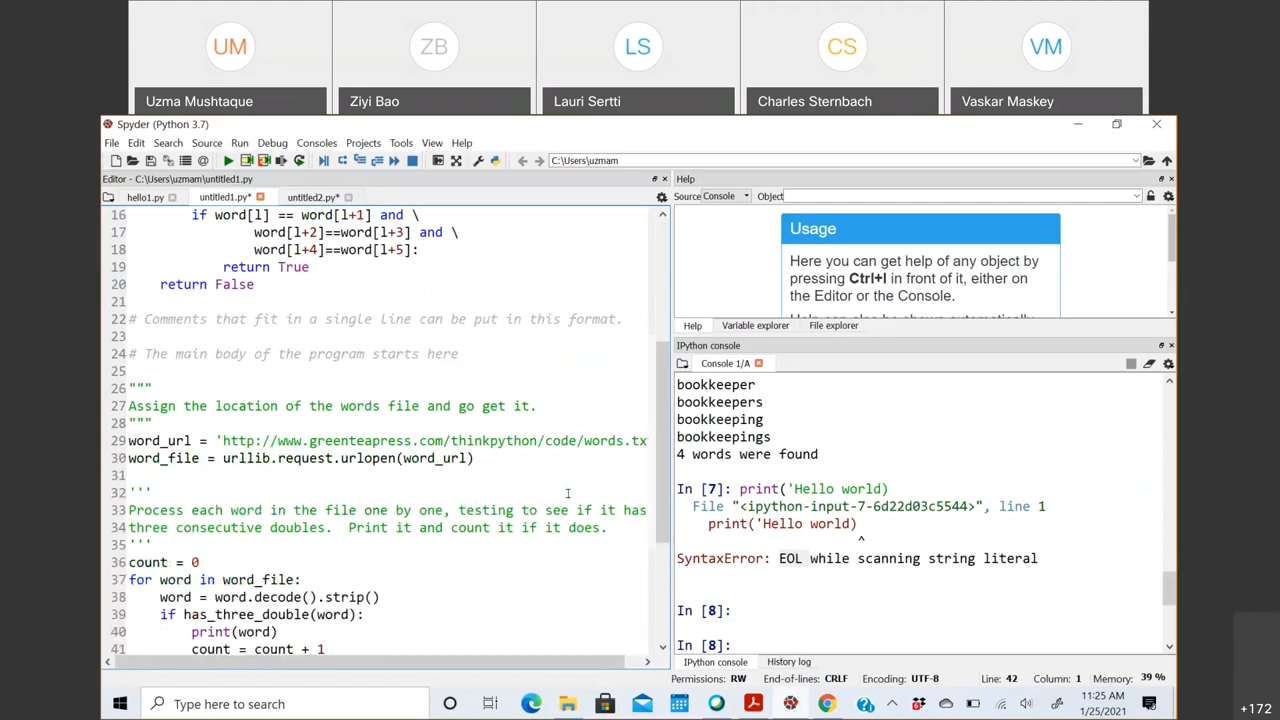 UM
ZB
LS
CS
VM
Uzma Mushtaque
Ziyi Bao
Lauri Sertti
Charles Sternbach
Vaskar Maskey
Spyder (Python 3.7)
File Edit Search Source Run Debug Consoles Projects Tools View Help
C:\Users\uzmam
Editor - C:\Users\uzmam\untitled1.py
hello1.py untitled1.py* untitled2.py*
16 if word[l] == word[l+1] and \
17 word[l+2]==word[l+3] and \
18 word[l+4]==word[l+5]:
19 return True
20 return False
21
22 # Comments that fit in a single line can be put in this format.
23
24 # The main body of the program starts here
25
26 """
27 Assign the location of the words file and go get it.
28 """
29 word_url = 'http://www.greenteapress.com/thinkpython/code/words.tx
30 word_file = urllib.request.urlopen(word_url)
31
32 '''
33 Process each word in the file one by one, testing to see if it has
34 three consecutive doubles. Print it and count it if it does.
35 '''
36 count = 0
37 for word in word_file:
38 word = word.decode().strip()
39 if has_three_double(word):
40 print(word)
41 count = count + 1
Help
Source Console Object
Usage
Here you can get help of any object by
pressing Ctrl+I in front of it, either on
the Editor or the Console.
Help Variable explorer File explorer
IPython console
Console 1/A
bookkeeper
bookkeepers
bookkeeping
bookkeepings
4 words were found
In [7]: print('Hello world)
File "<ipython-input-7-6d22d03c5544>", line 1
print('Hello world)
^
SyntaxError: EOL while scanning string literal
In [8]:
In [8]:
IPython console History log
Permissions: RW End-of-lines: CRLF Encoding: UTF-8 Line: 42 Column: 1 Memory: 39 %
Type here to search
11:25 AM
1/25/2021
+172